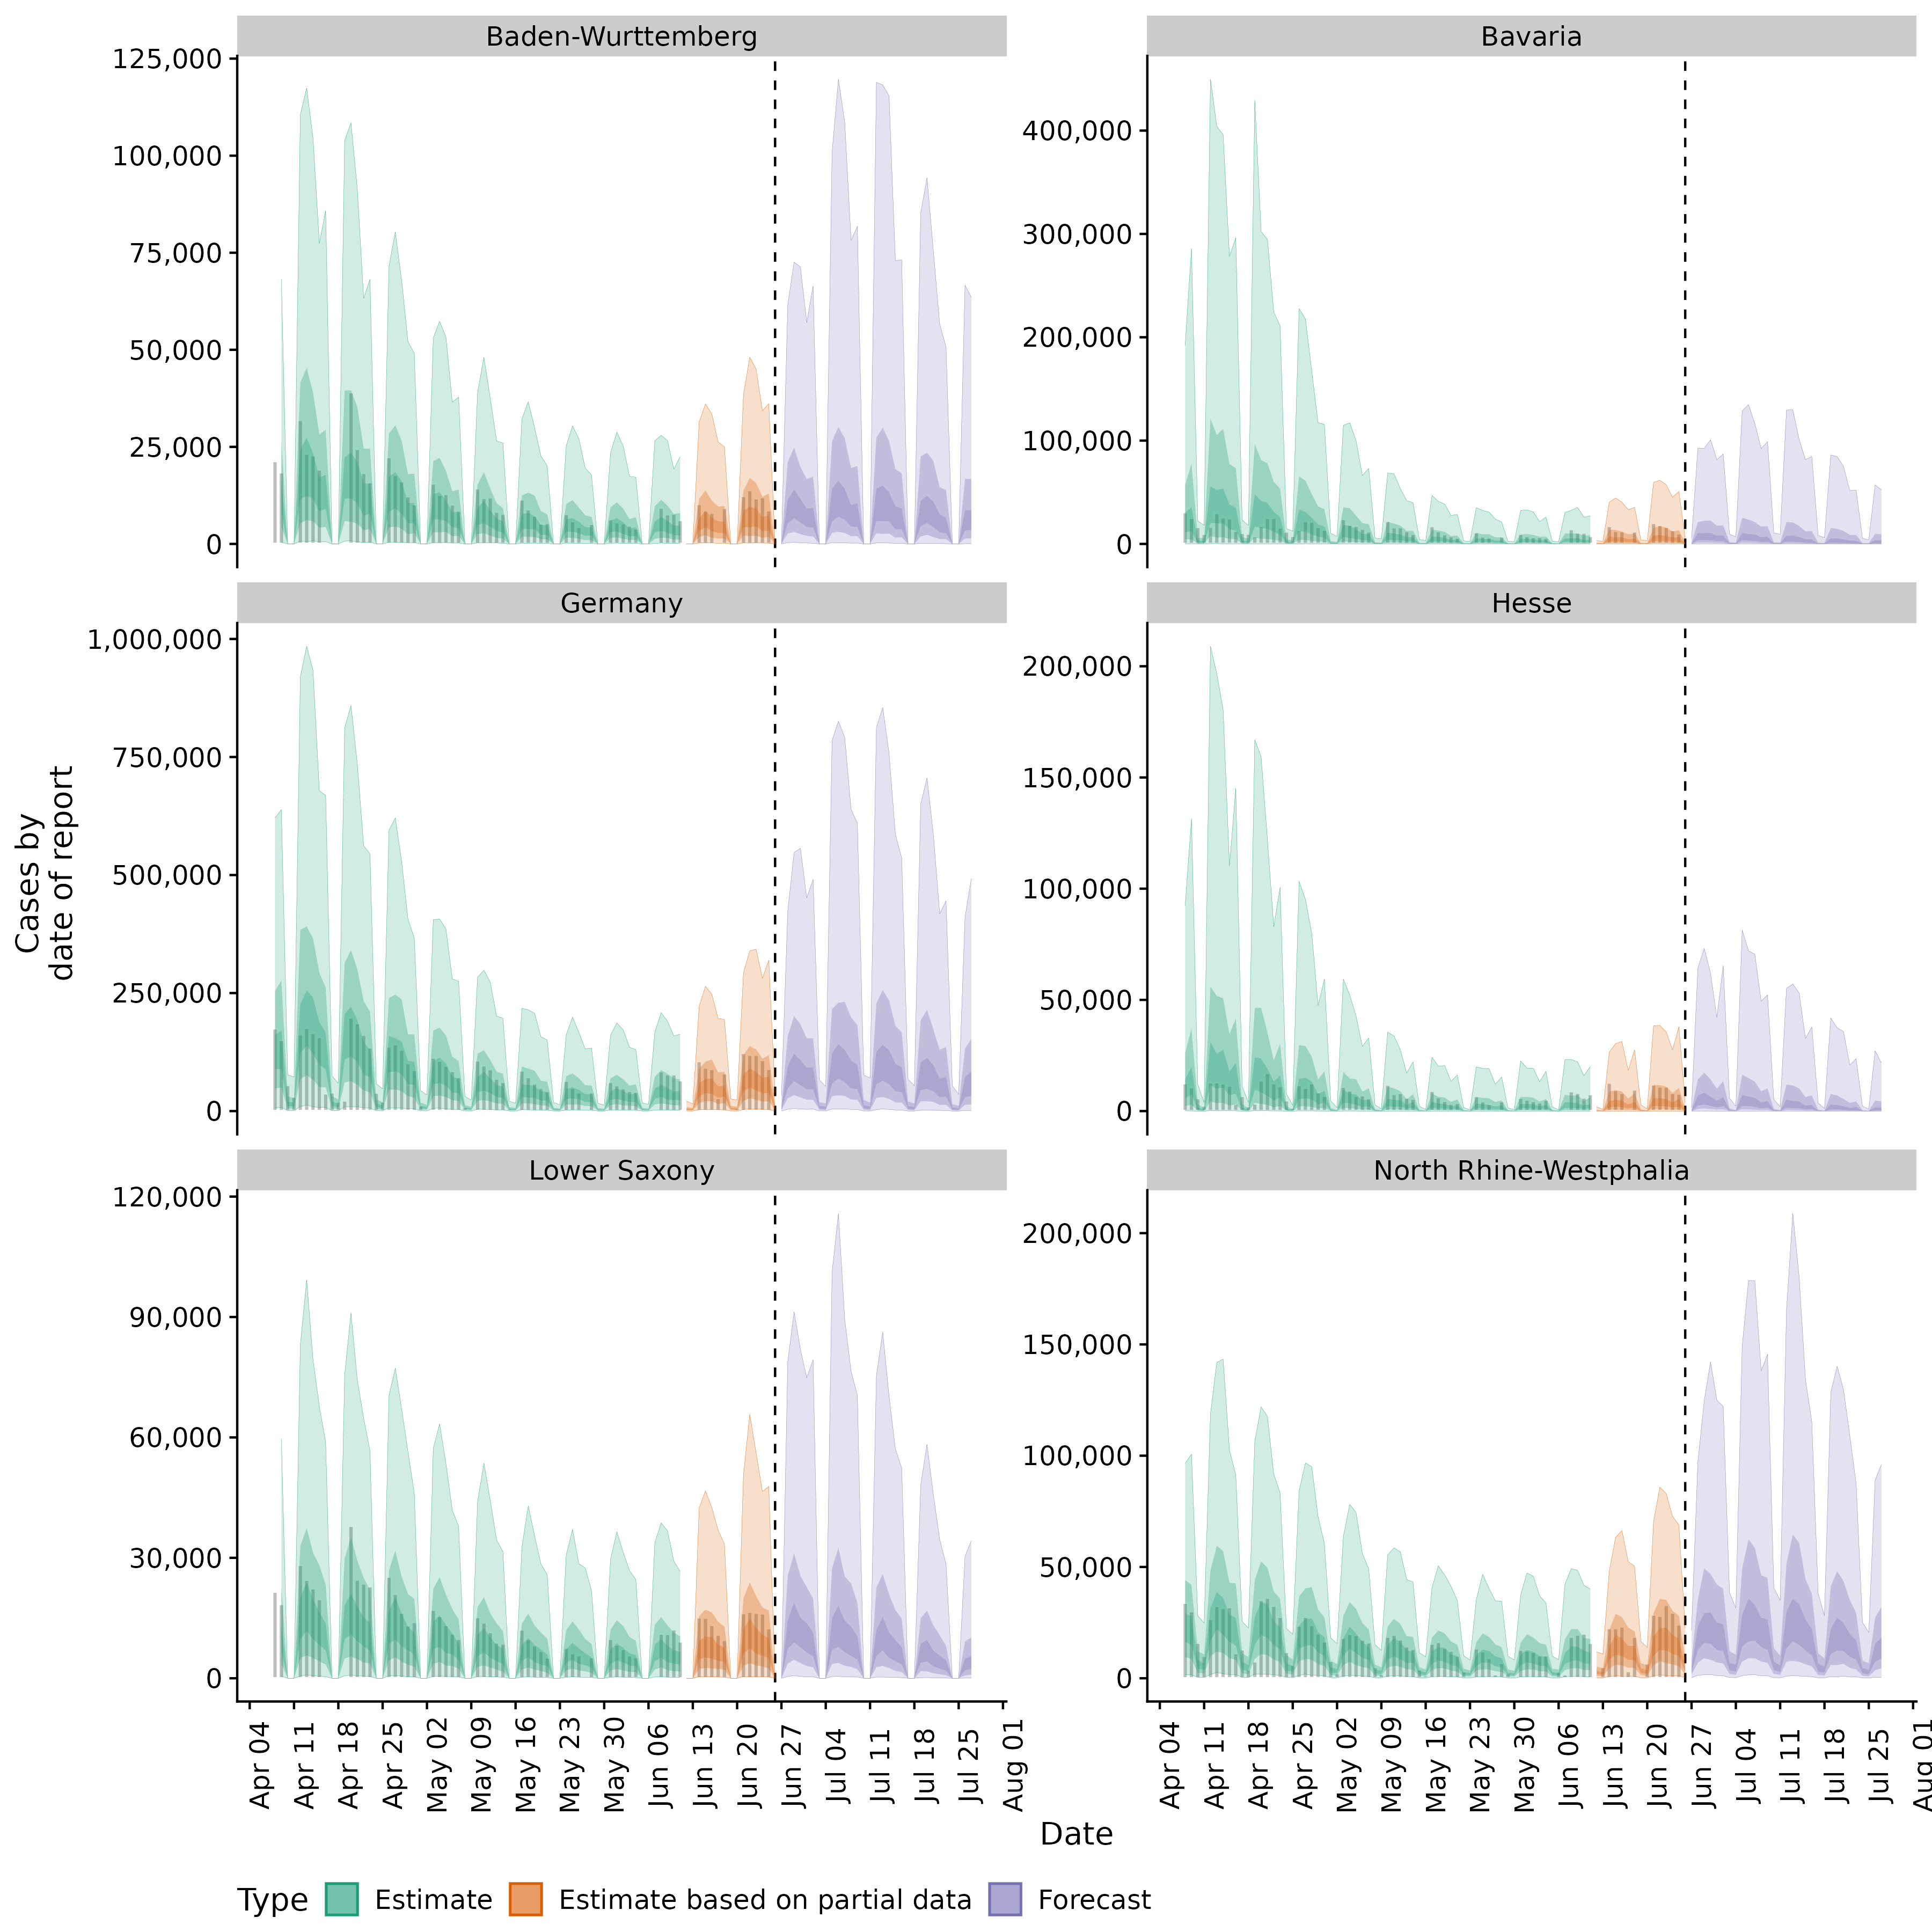 Baden-Wurttemberg
Bavaria
125,000
100,000
75,000
50,000
25,000
0
400,000
300,000
200,000
100,000
0
Germany
Hesse
1,000,000
750,000
500,000
250,000
0
200,000
150,000
100,000
50,000
0
Cases by
date of report
Lower Saxony
North Rhine-Westphalia
120,000
90,000
60,000
30,000
0
200,000
150,000
100,000
50,000
0
Apr 04
Apr 11
Apr 18
Apr 25
May 02
May 09
May 16
May 23
May 30
Jun 06
Jun 13
Jun 20
Jun 27
Jul 04
Jul 11
Jul 18
Jul 25
Aug 01
Apr 04
Apr 11
Apr 18
Apr 25
May 02
May 09
May 16
May 23
May 30
Jun 06
Jun 13
Jun 20
Jun 27
Jul 04
Jul 11
Jul 18
Jul 25
Aug 01
Date
Type Estimate Estimate based on partial data Forecast